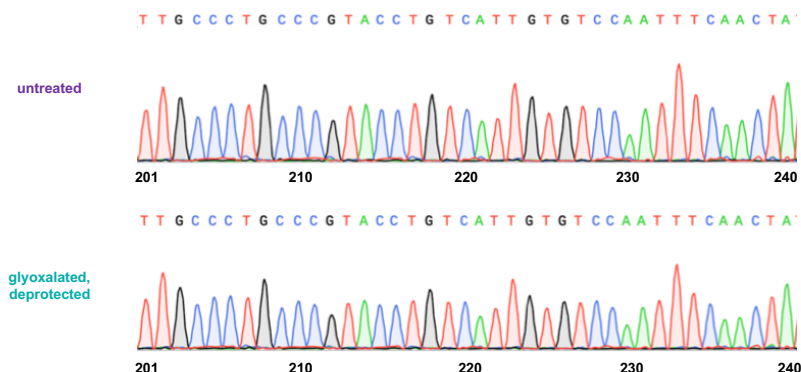 T T G C C C T G C C C G T A C C T G T C A T T G T G T C C A A T T T C A A C T A T
untreated
201 210 220 230 240
T T G C C C T G C C C G T A C C T G T C A T T G T G T C C A A T T T C A A C T A T
glyoxalated,
deprotected
201 210 220 230 240